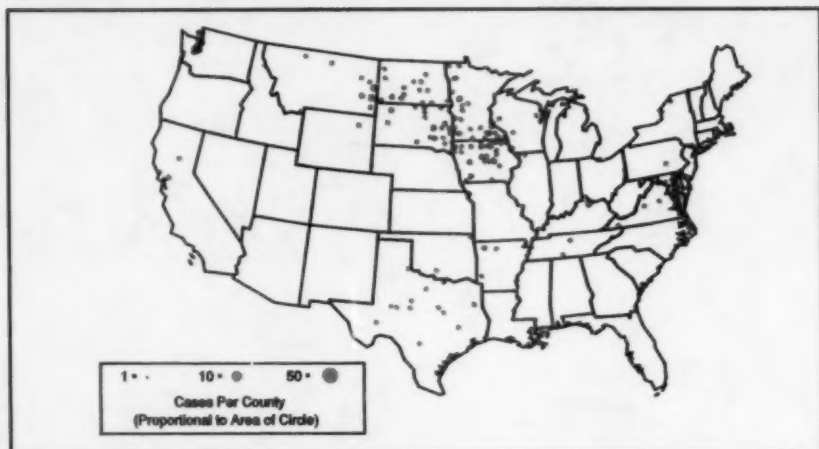 1 = 10 = 50 =
Cases Per County
(Proportional to Area of Circle)